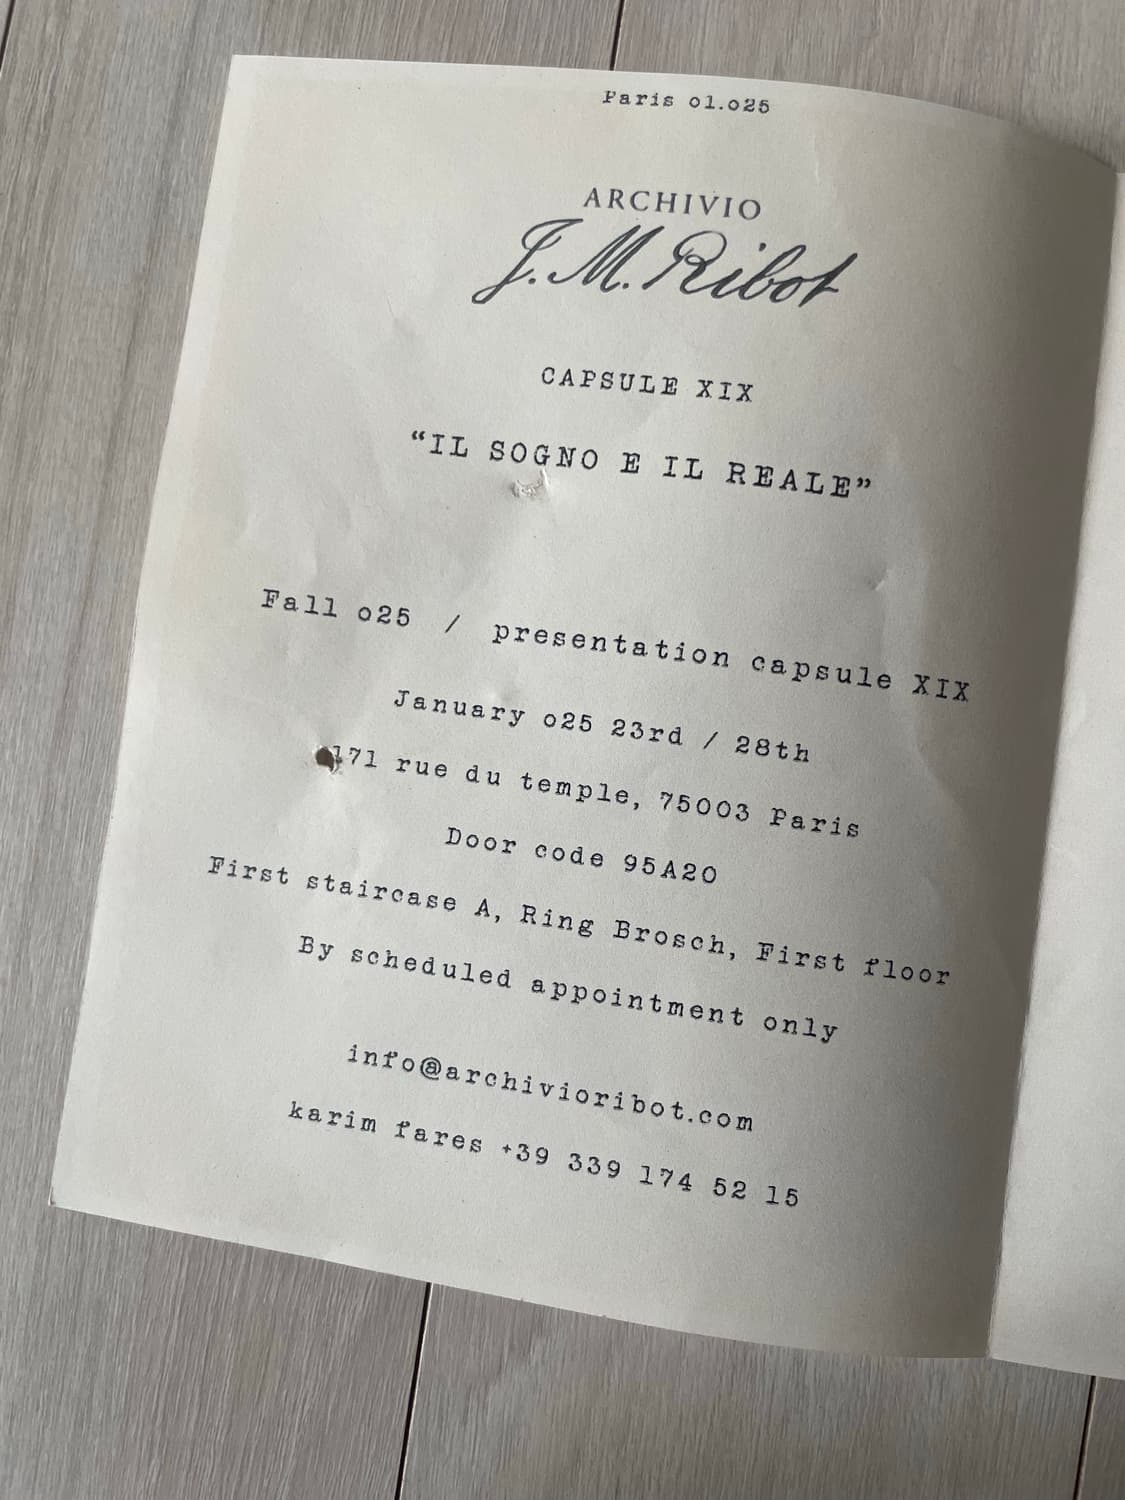 Paris 01.025
ARCHIVIO
J. M. Ribot
CAPSULE XIX
“IL SOGNO E IL REALE”
Fall 025 / presentation capsule XIX
January 025 23rd / 28th
171 rue du temple, 75003 Paris
Door code 95A20
First staircase A, Ring Brosch, First floor
By scheduled appointment only
info@archivioribot.com
karim fares +39 339 174 52 15